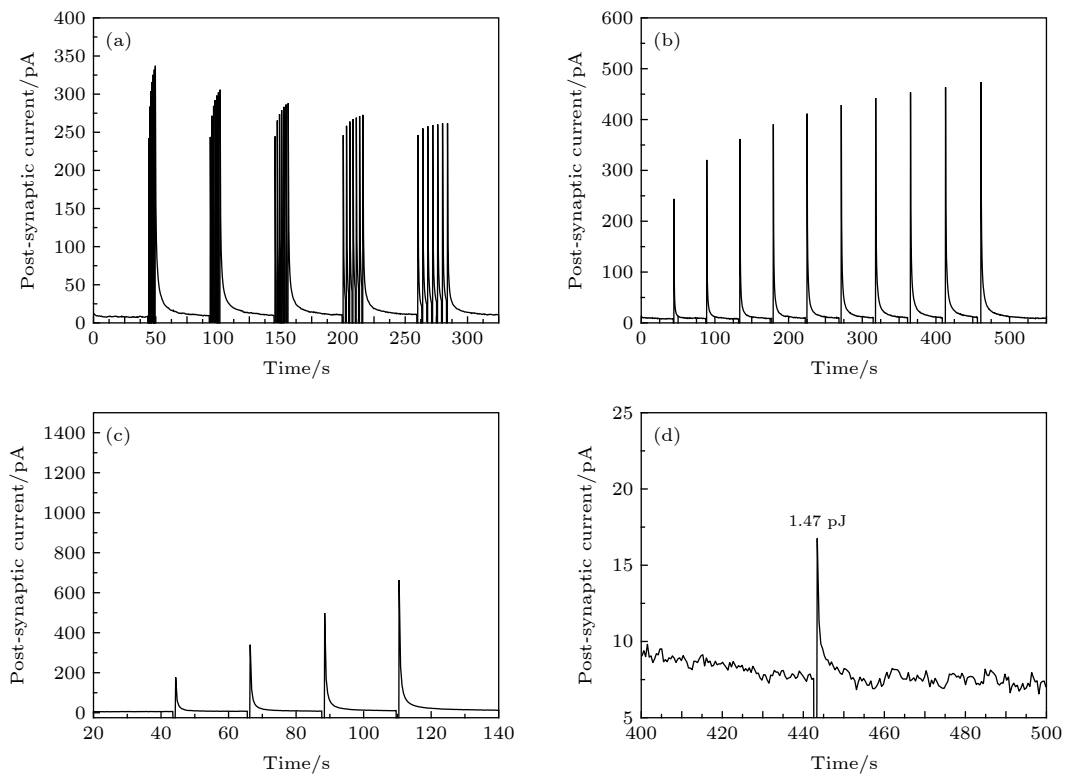 (a)
Post-synaptic current/pA
400
350
300
250
200
150
100
50
0
0 50 100 150 200 250 300
Time/s
(b)
Post-synaptic current/pA
600
500
400
300
200
100
0
0 100 200 300 400 500
Time/s
(c)
Post-synaptic current/pA
1400
1200
1000
800
600
400
200
0
20 40 60 80 100 120 140
Time/s
(d)
Post-synaptic current/pA
25
20
15
10
5
1.47 pJ
400 420 440 460 480 500
Time/s